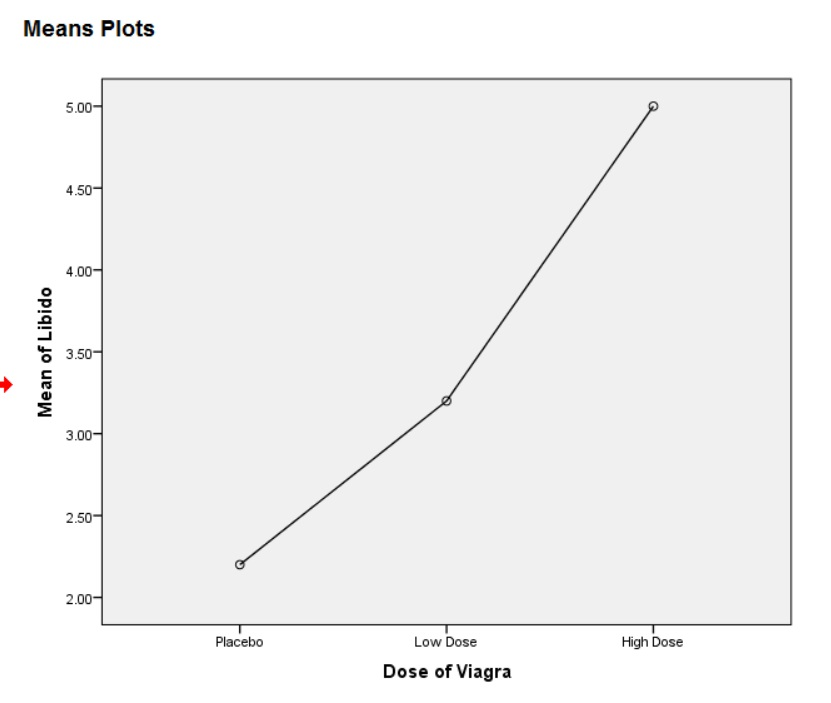 Means Plots
5.00
4.50
4.00
3.50
3.00
2.50
2.00
Mean of Libido
Placebo
Low Dose
High Dose
Dose of Viagra